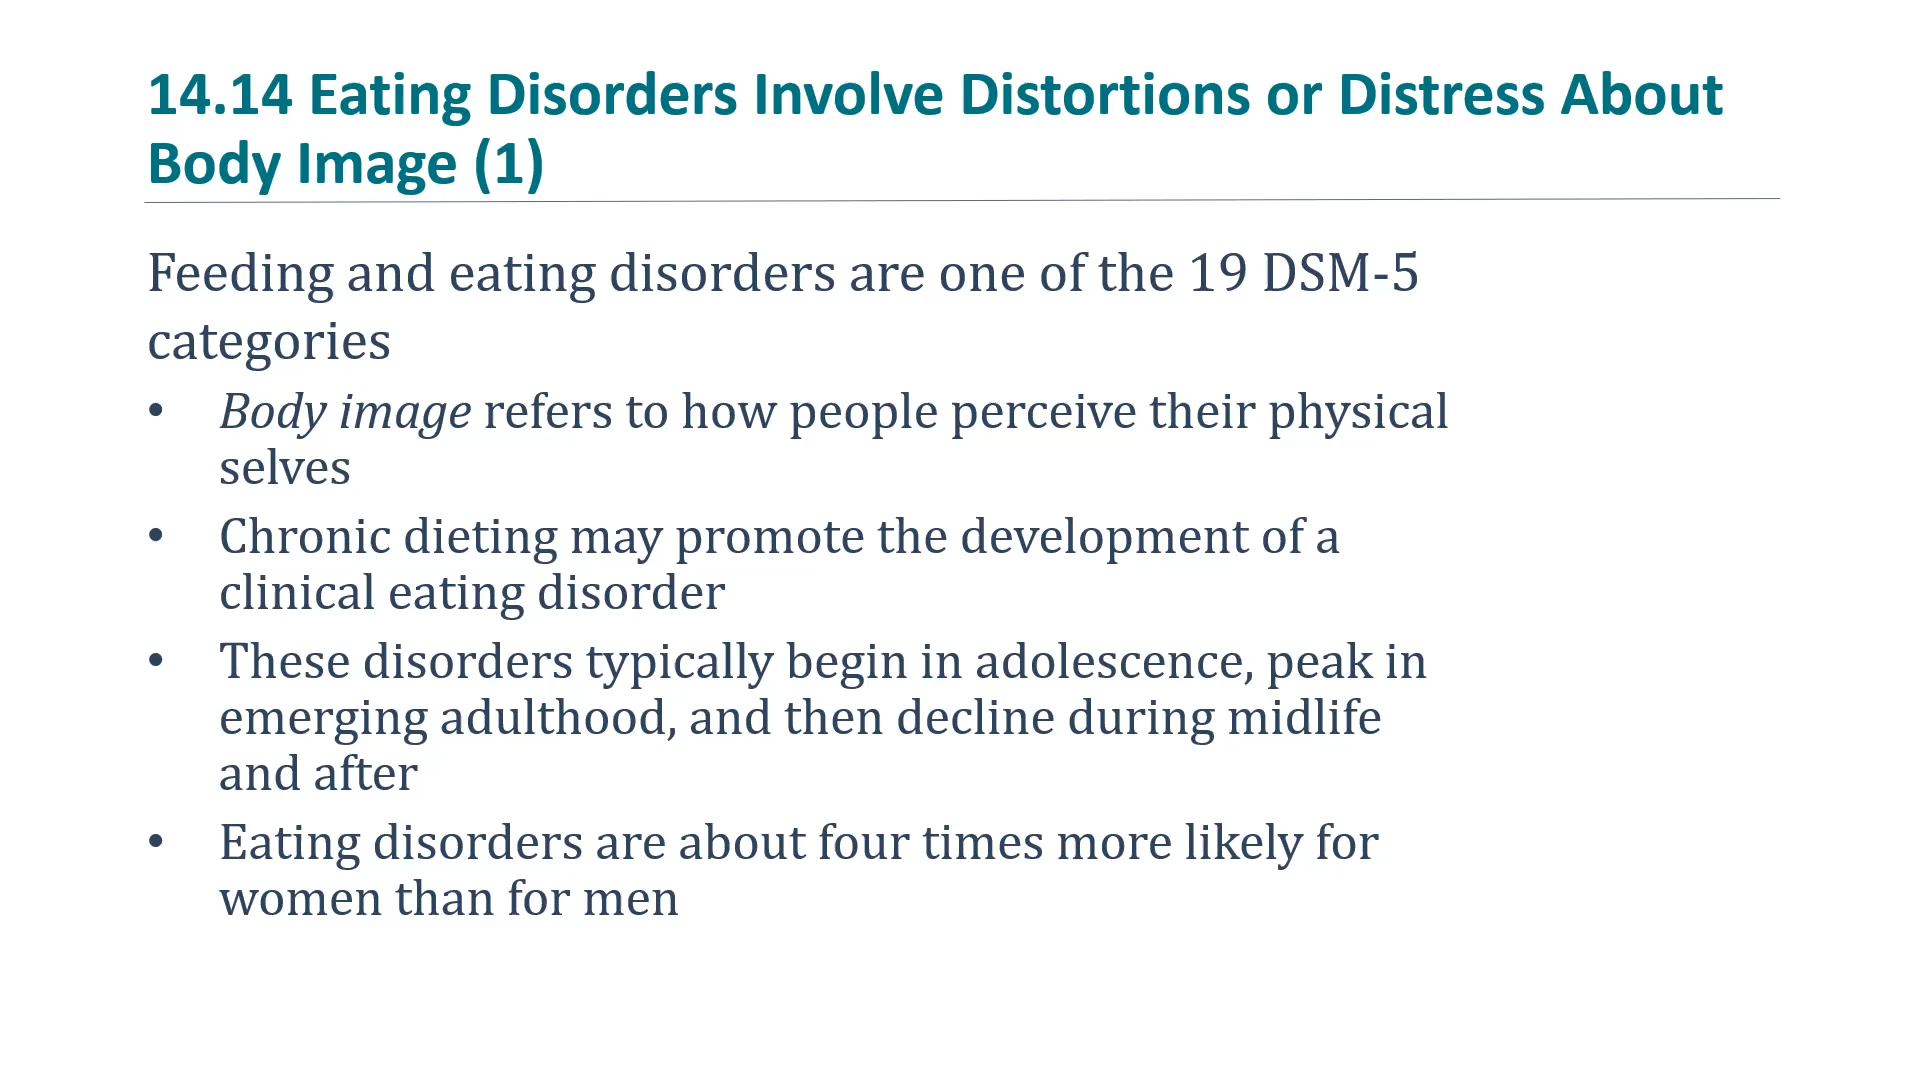 14.14 Eating Disorders Involve Distortions or Distress About
Body Image (1)
Feeding and eating disorders are one of the 19 DSM-5
categories
• Body image refers to how people perceive their physical
selves
• Chronic dieting may promote the development of a
clinical eating disorder
• These disorders typically begin in adolescence, peak in
emerging adulthood, and then decline during midlife
and after
• Eating disorders are about four times more likely for
women than for men